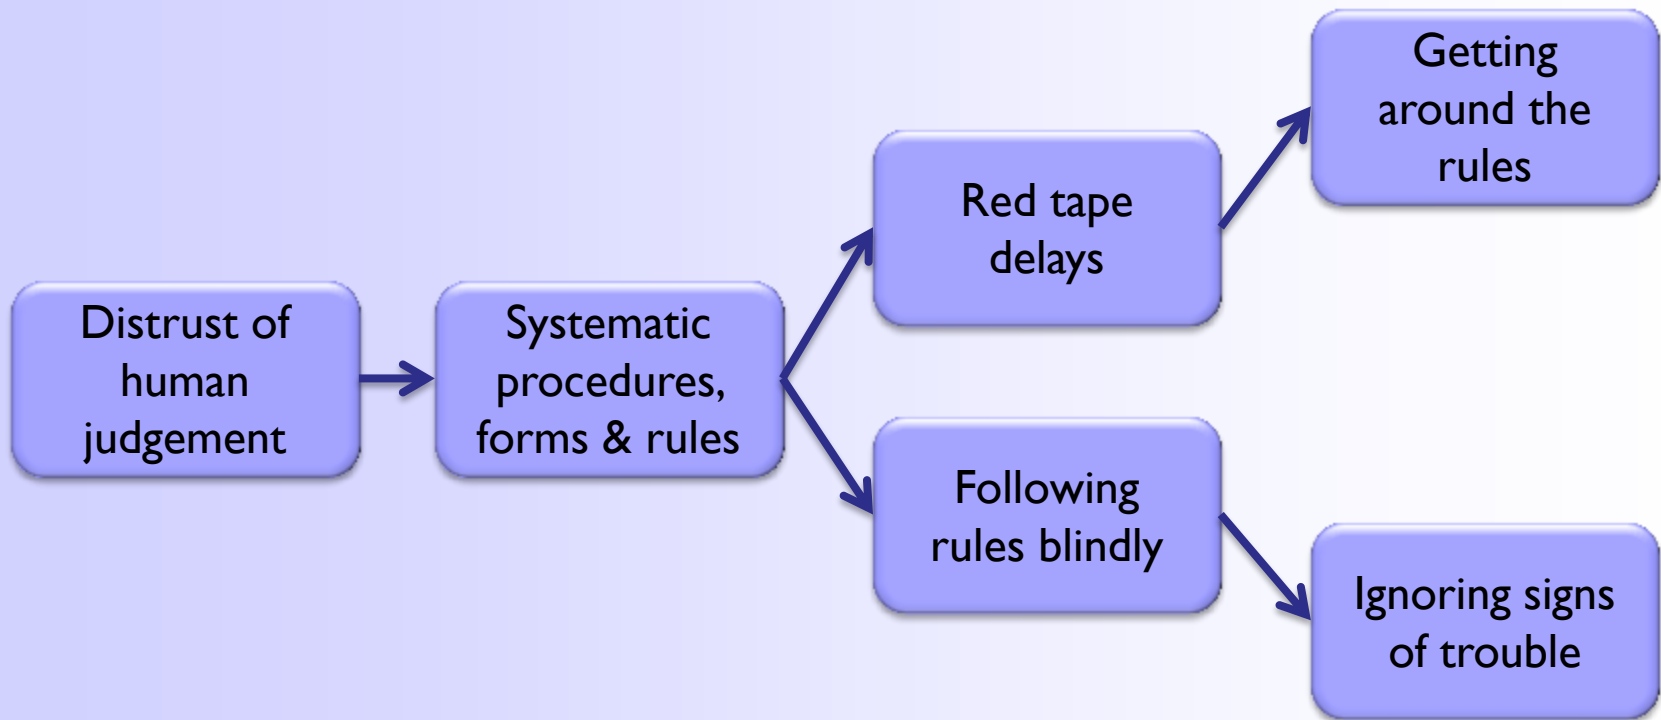 Distrust of
human
judgement
Systematic
procedures,
forms & rules
Red tape
delays
Getting
around the
rules
Following
rules blindly
Ignoring signs
of trouble